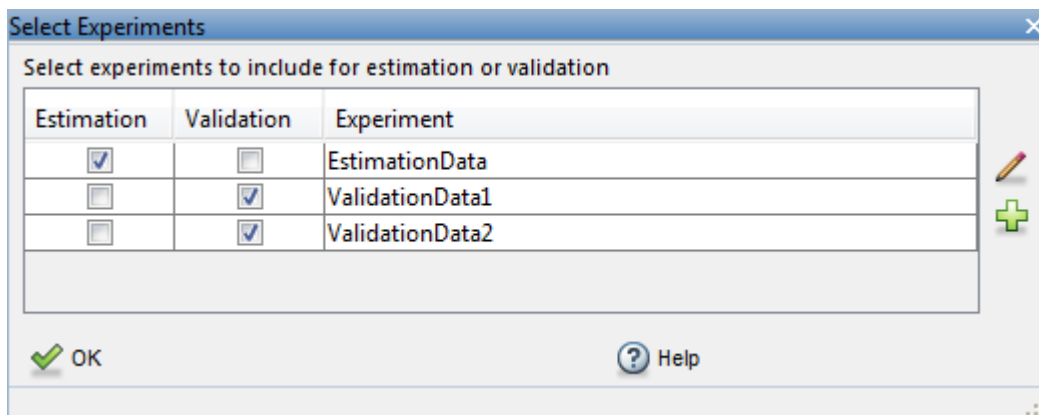 Select Experiments
Select experiments to include for estimation or validation
Estimation Validation Experiment
EstimationData
ValidationData1
ValidationData2
OK Help